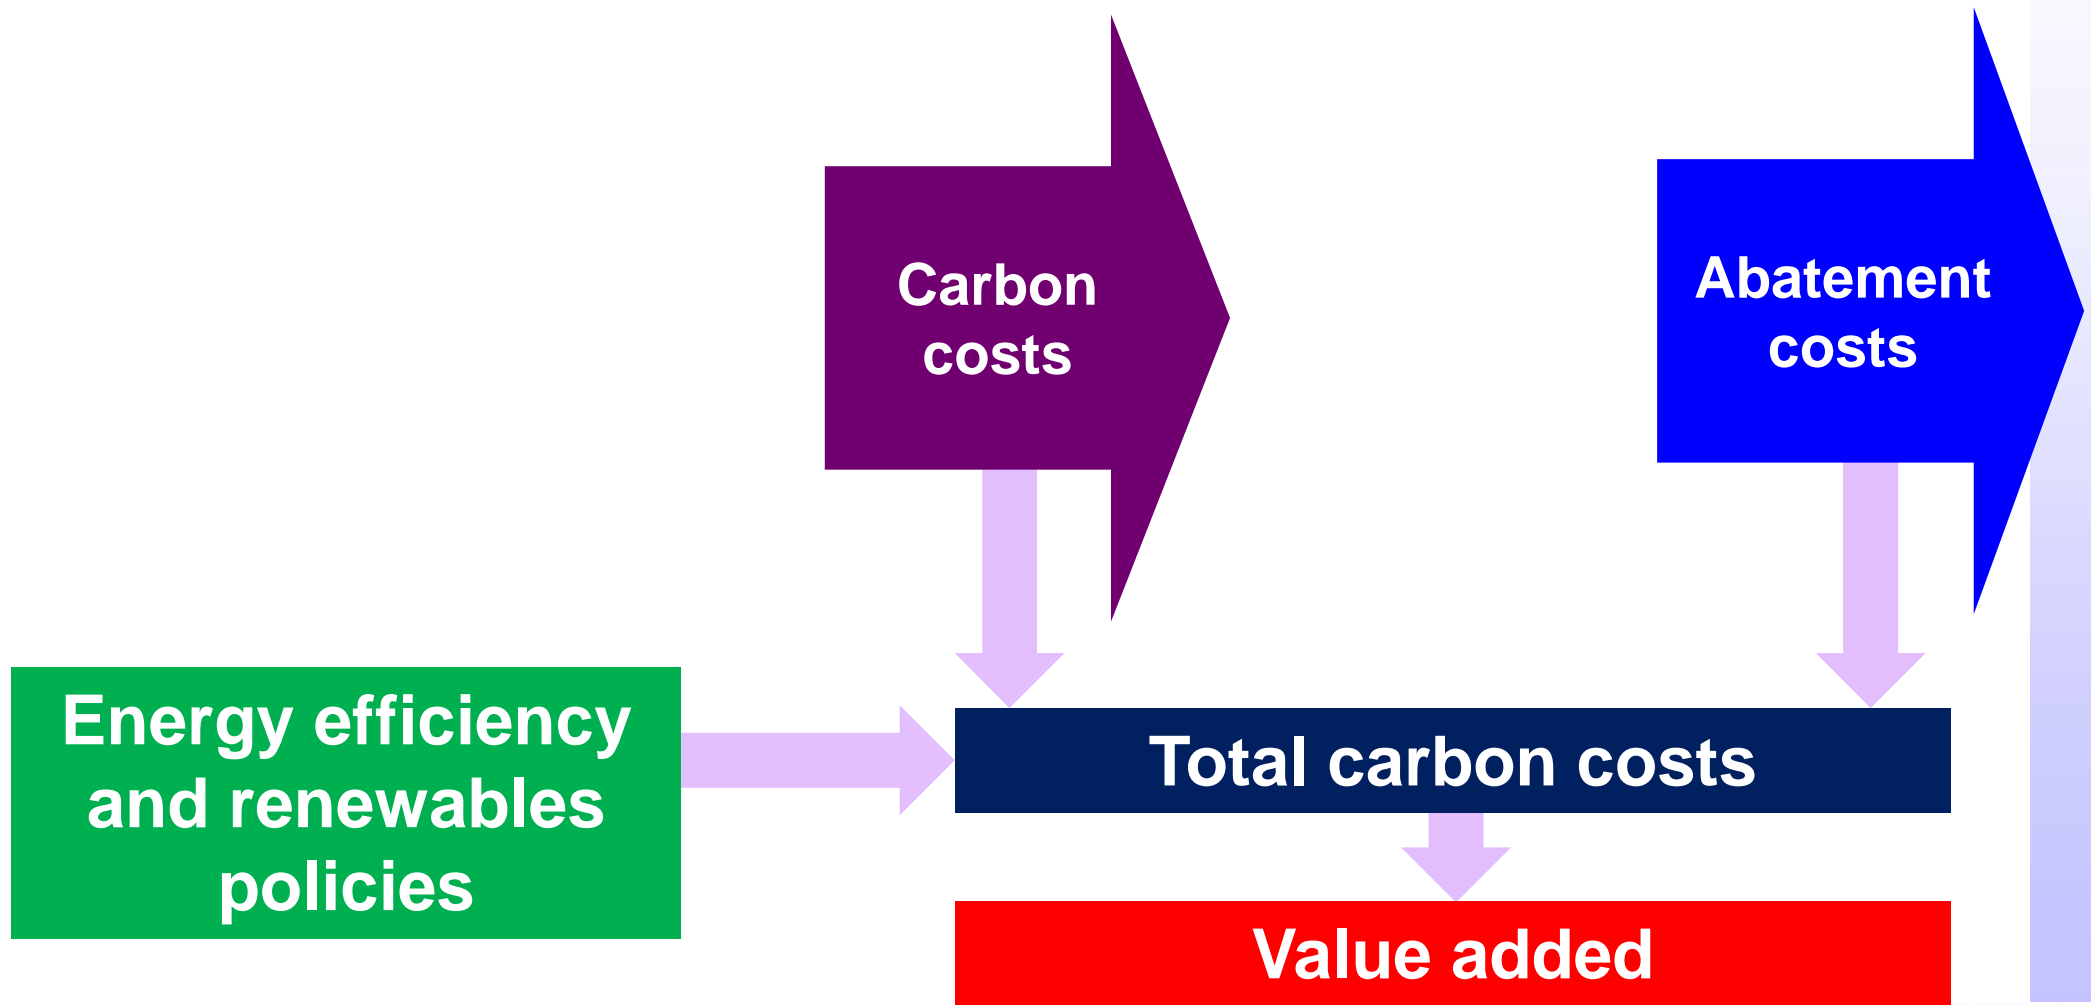 Carbon
costs
Abatement
costs
Energy efficiency
and renewables
policies
Total carbon costs
Value added